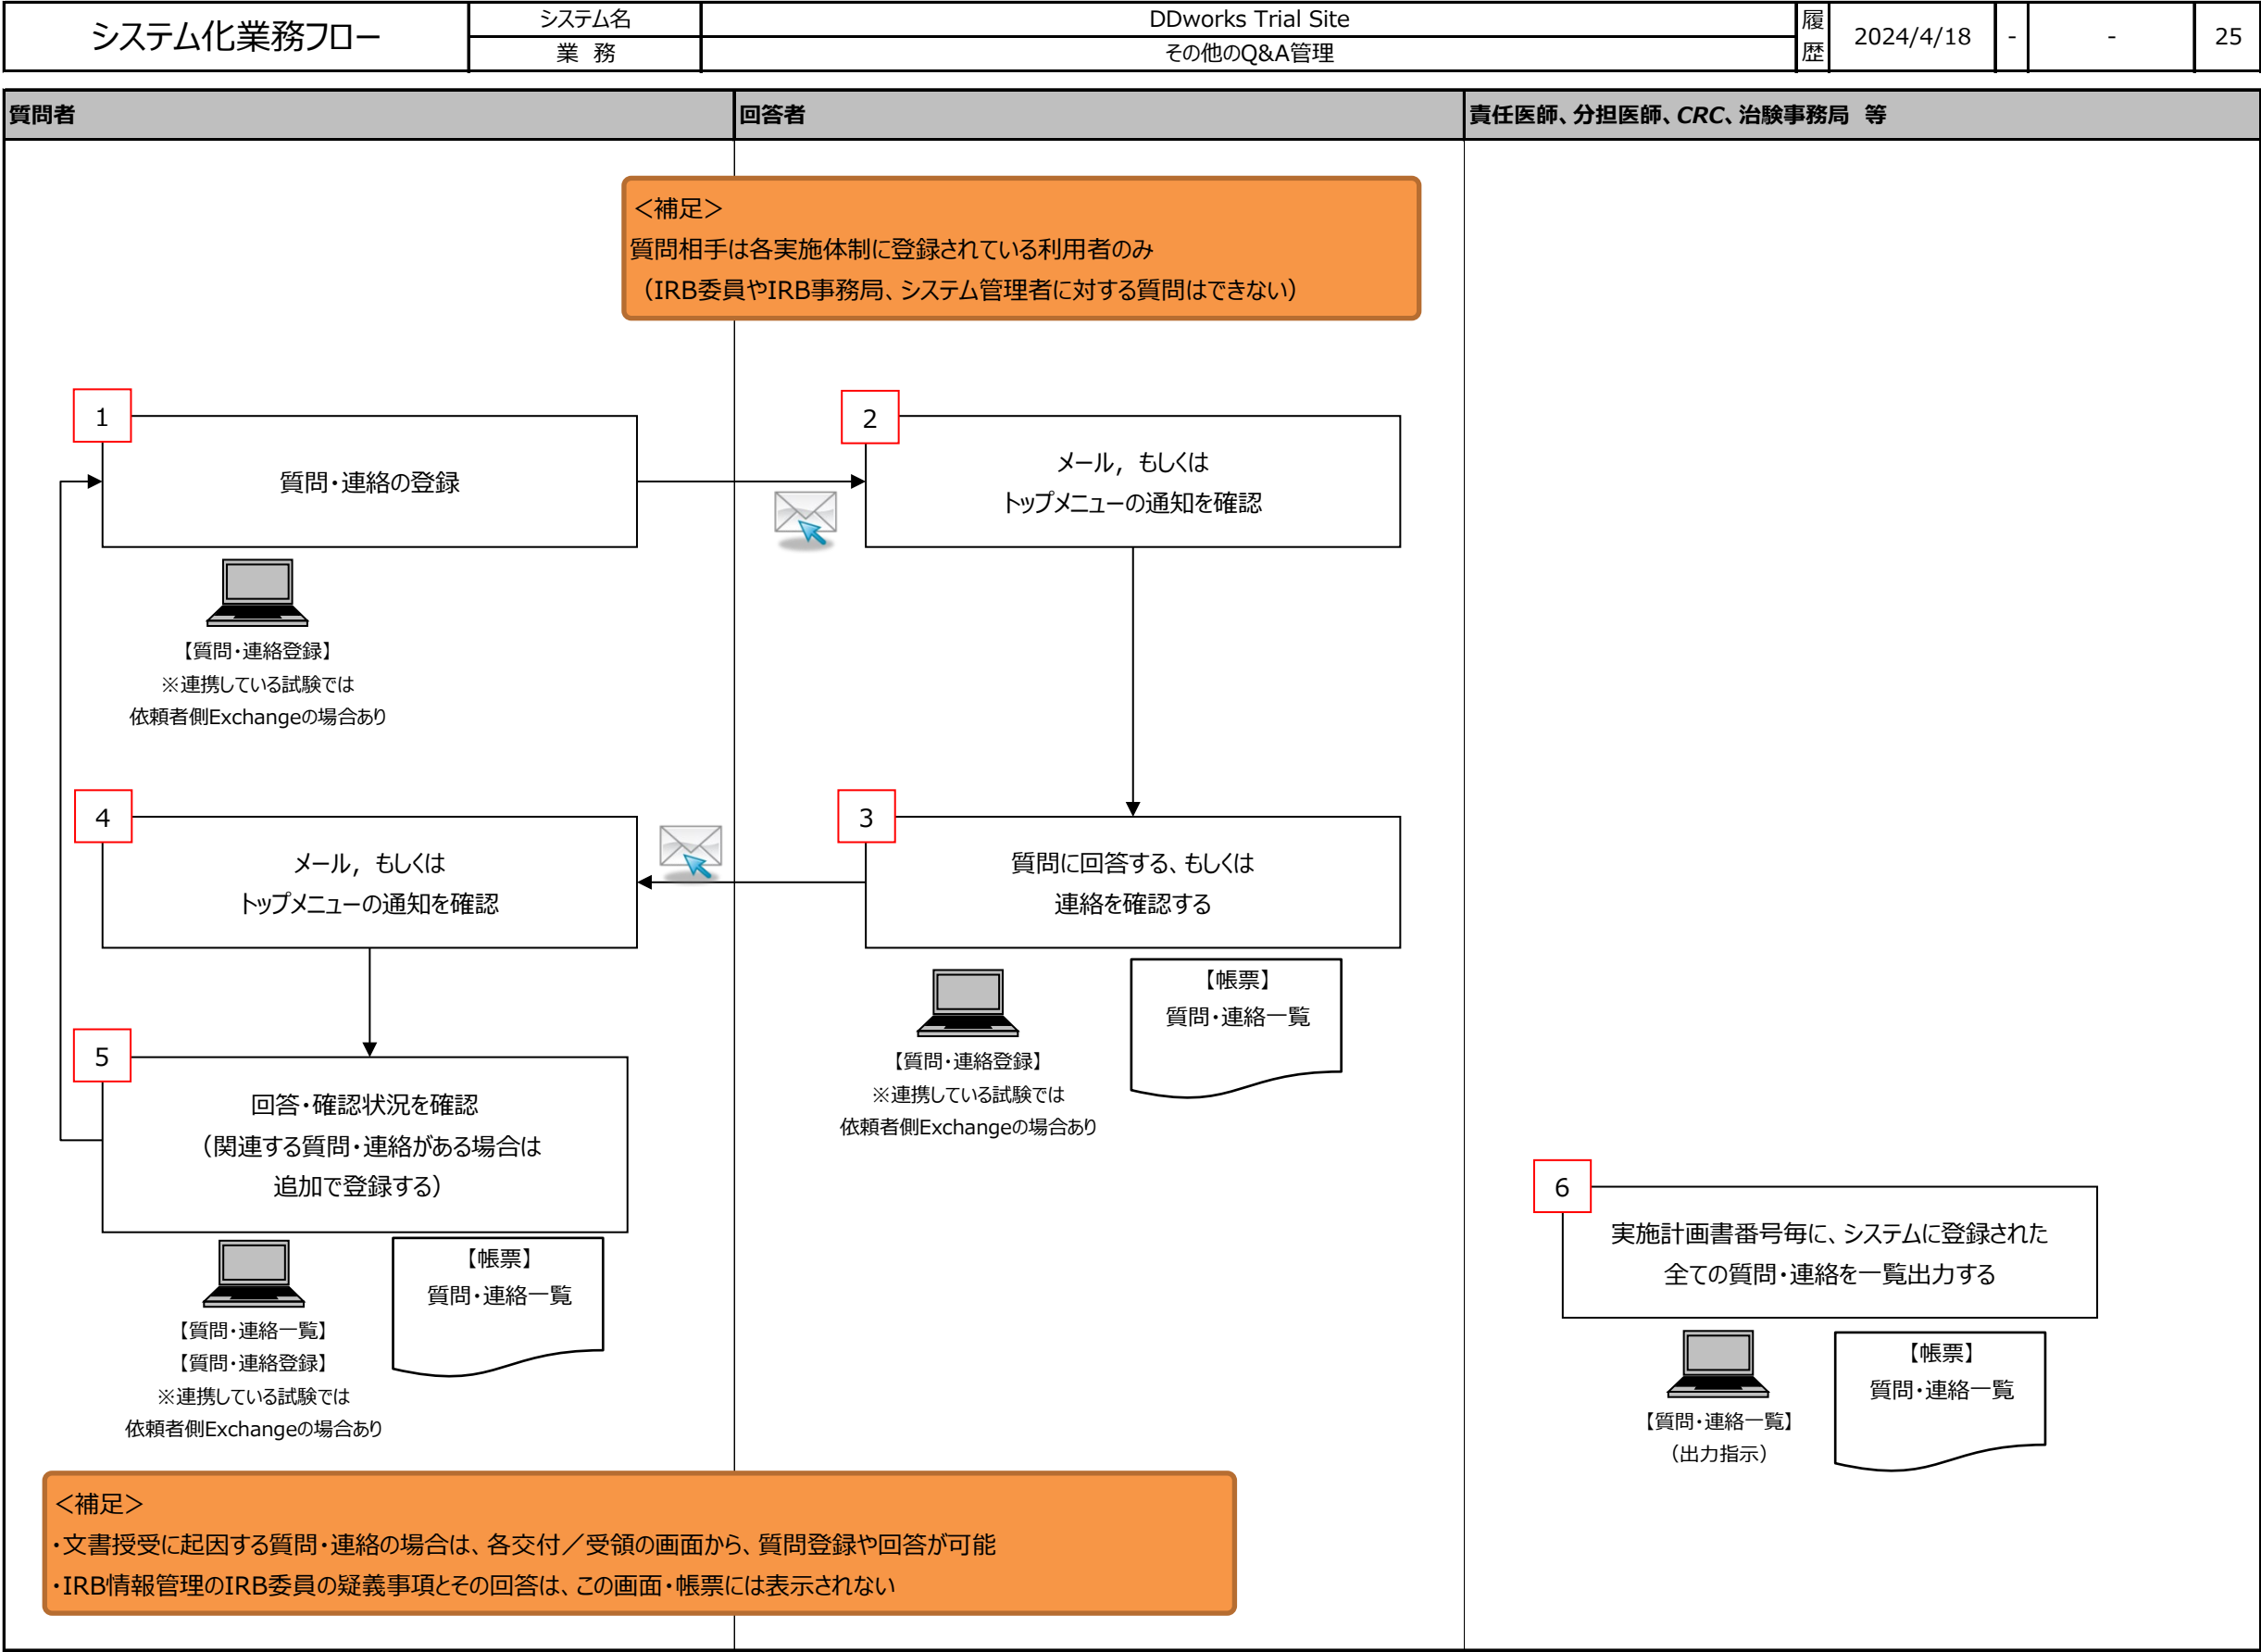 システム化業務フロー
システム名
DDworks Trial Site
業 務
その他のQ&A管理
履
歴
2024/4/18
-
-
25
質問者
回答者
責任医師、分担医師、CRC、治験事務局 等
＜補足＞
質問相手は各実施体制に登録されている利用者のみ
（IRB委員やIRB事務局、システム管理者に対する質問はできない）
1
質問・連絡の登録
2
メール，もしくは
トップメニューの通知を確認
【質問・連絡登録】
※連携している試験では
依頼者側Exchangeの場合あり
4
メール，もしくは
トップメニューの通知を確認
3
質問に回答する、もしくは
連絡を確認する
【質問・連絡登録】
※連携している試験では
依頼者側Exchangeの場合あり
【帳票】
質問・連絡一覧
5
回答・確認状況を確認
（関連する質問・連絡がある場合は
追加で登録する）
【質問・連絡一覧】
【質問・連絡登録】
※連携している試験では
依頼者側Exchangeの場合あり
【帳票】
質問・連絡一覧
6
実施計画書番号毎に、システムに登録された
全ての質問・連絡を一覧出力する
【質問・連絡一覧】
（出力指示）
【帳票】
質問・連絡一覧
＜補足＞
・文書授受に起因する質問・連絡の場合は、各交付／受領の画面から、質問登録や回答が可能
・IRB情報管理のIRB委員の疑義事項とその回答は、この画面・帳票には表示されない